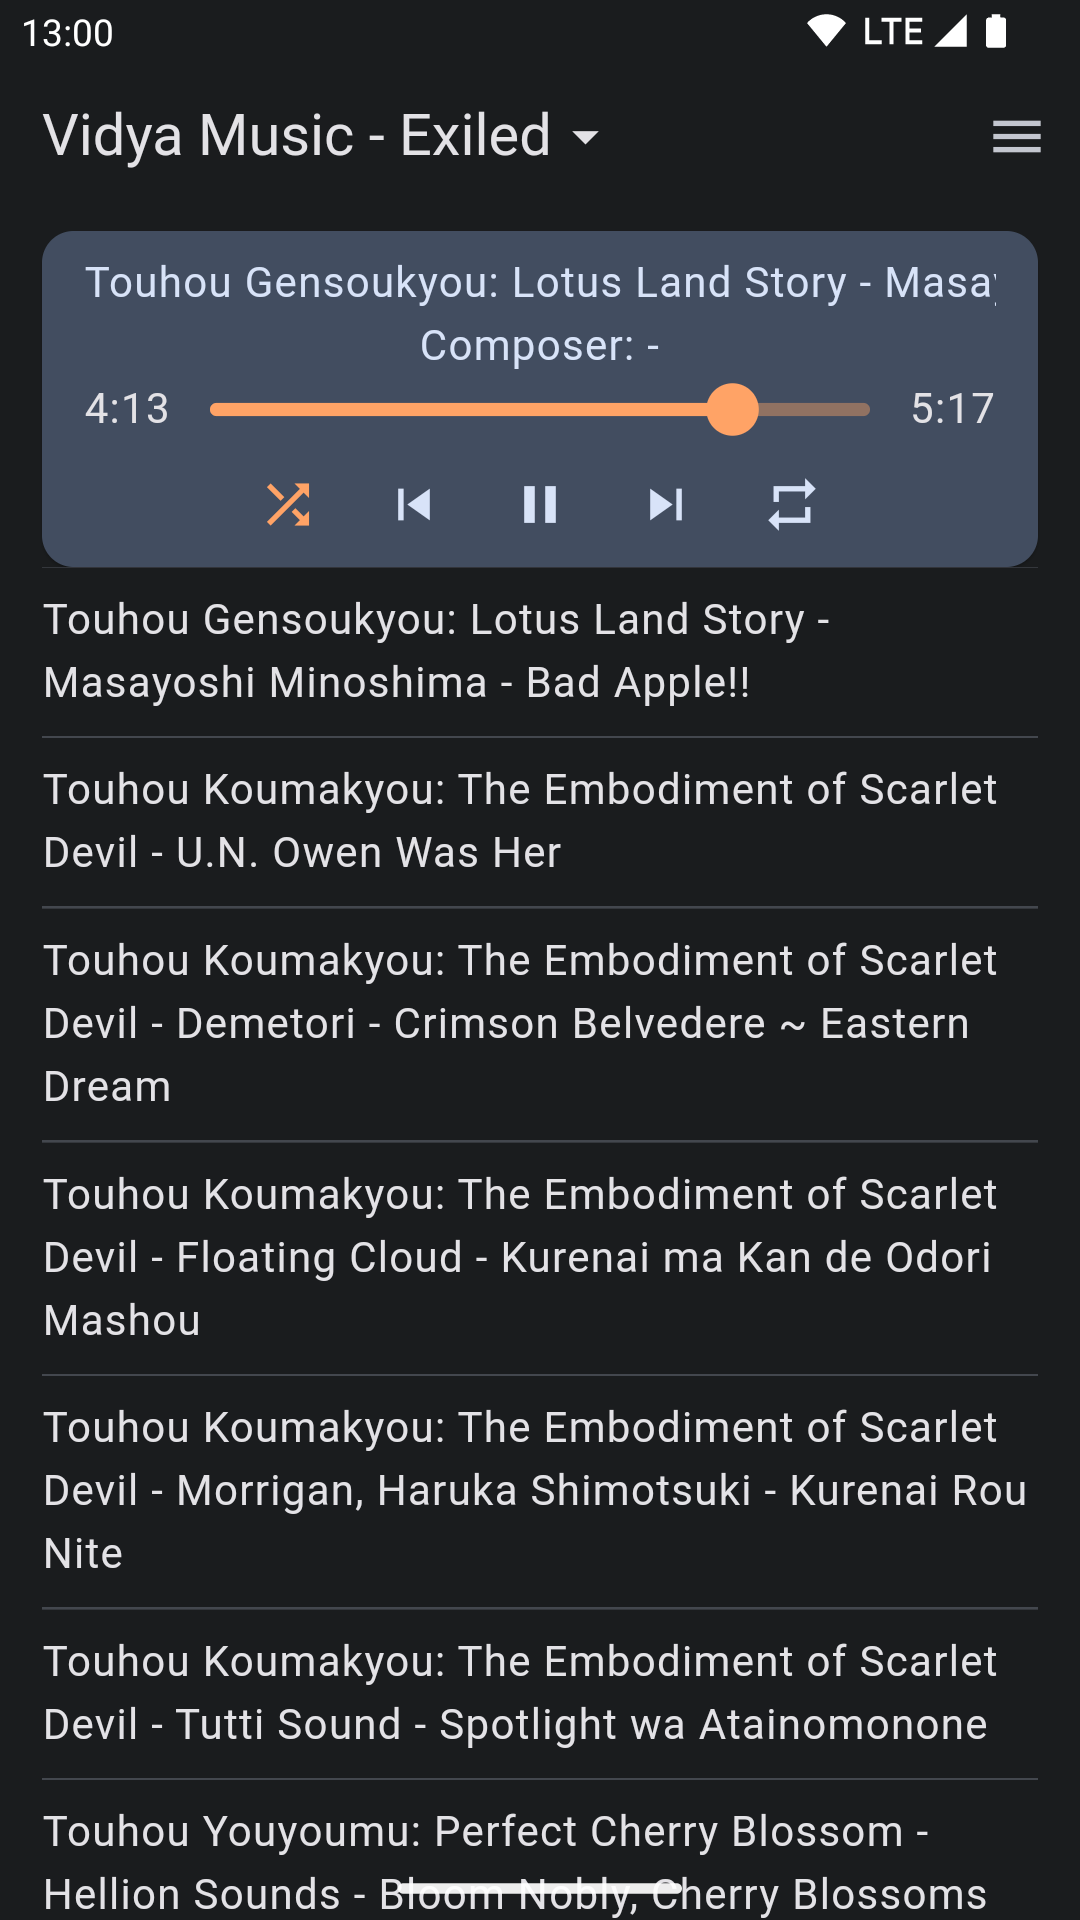 13:00 LTE
Vidya Music - Exiled
Touhou Gensoukyou: Lotus Land Story - Masay
Composer: -
4:13 5:17
Touhou Gensoukyou: Lotus Land Story -
Masayoshi Minoshima - Bad Apple!!
Touhou Koumakyou: The Embodiment of Scarlet
Devil - U.N. Owen Was Her
Touhou Koumakyou: The Embodiment of Scarlet
Devil - Demetori - Crimson Belvedere ~ Eastern
Dream
Touhou Koumakyou: The Embodiment of Scarlet
Devil - Floating Cloud - Kurenai ma Kan de Odori
Mashou
Touhou Koumakyou: The Embodiment of Scarlet
Devil - Morrigan, Haruka Shimotsuki - Kurenai Rou
Nite
Touhou Koumakyou: The Embodiment of Scarlet
Devil - Tutti Sound - Spotlight wa Atainomonone
Touhou Youyoumu: Perfect Cherry Blossom -
Hellion Sounds - Bloom Nobly, Cherry Blossoms